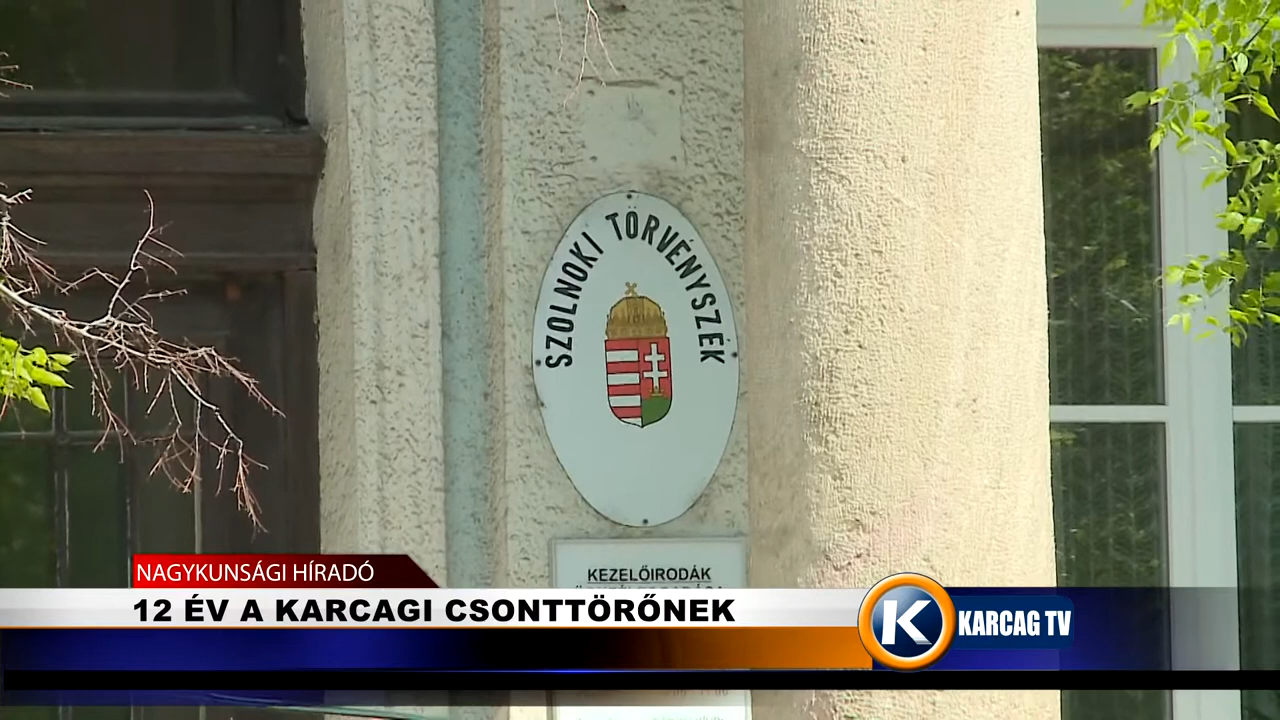 SZOLNOKI TÖRVÉNYSZÉK
KEZELŐIRODÁK
NAGYKUNSÁGI HÍRADÓ
12 ÉV A KARCAGI CSONTTÖRŐNEK
K
KARCAG TV